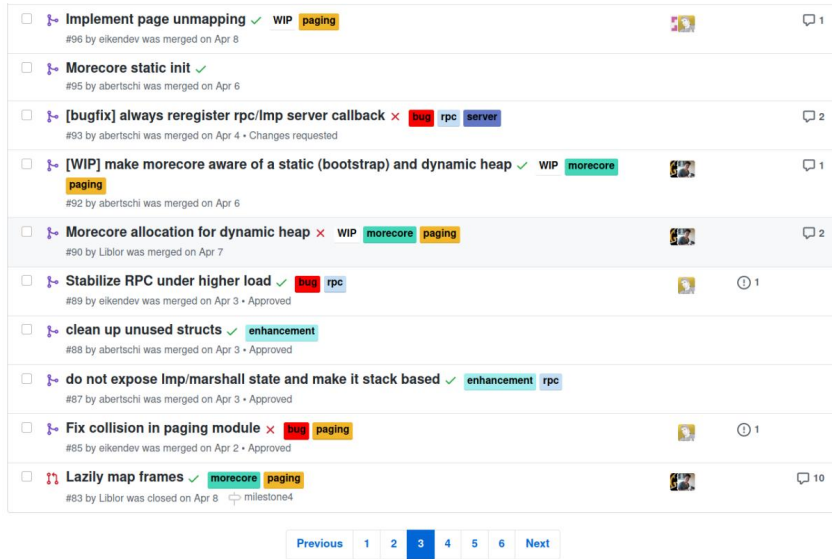 Implement page unmapping WIP paging 1
#96 by eikendev was merged on Apr 8
Morecore static init
#95 by abertschi was merged on Apr 6
[bugfix] always reregister rpc/lmp server callback bug rpc server 2
#93 by abertschi was merged on Apr 4 • Changes requested
[WIP] make morecore aware of a static (bootstrap) and dynamic heap WIP morecore 1
paging
#92 by abertschi was merged on Apr 6
Morecore allocation for dynamic heap WIP morecore paging 2
#90 by Liblor was merged on Apr 7
Stabilize RPC under higher load bug rpc 1
#89 by eikendev was merged on Apr 3 • Approved
clean up unused structs enhancement
#88 by abertschi was merged on Apr 3 • Approved
do not expose lmp/marshall state and make it stack based enhancement rpc
#87 by abertschi was merged on Apr 3 • Approved
Fix collision in paging module bug paging 1
#85 by eikendev was merged on Apr 2 • Approved
Lazily map frames morecore paging 10
#83 by Liblor was closed on Apr 8 milestone4
Previous 1 2 3 4 5 6 Next